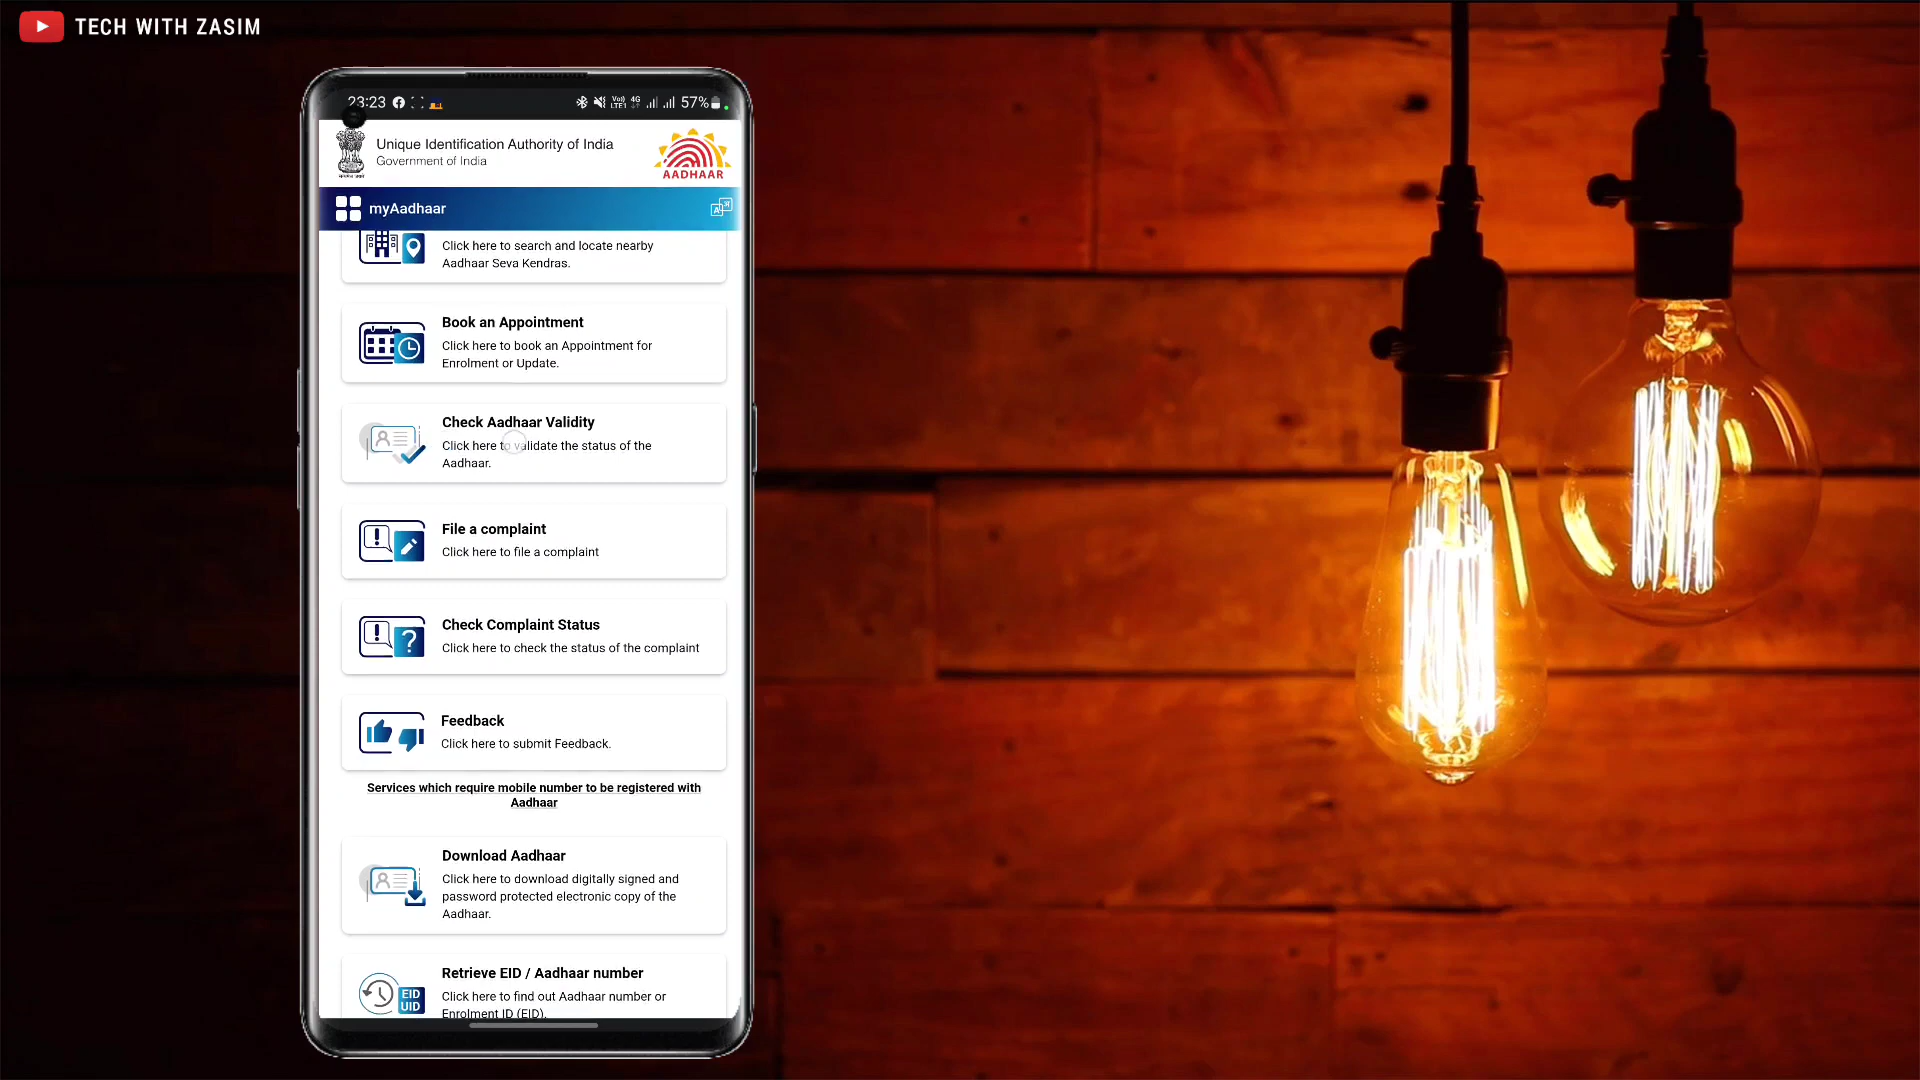 TECH WITH ZASIM
23:23
Vo)) 4G 57%
LTE1
Unique Identification Authority of India
Government of India
AADHAAR
myAadhaar
Click here to search and locate nearby
Aadhaar Seva Kendras.
Book an Appointment
Click here to book an Appointment for
Enrolment or Update.
Check Aadhaar Validity
Click here to validate the status of the
Aadhaar.
File a complaint
Click here to file a complaint
Check Complaint Status
Click here to check the status of the complaint
Feedback
Click here to submit Feedback.
Services which require mobile number to be registered with
Aadhaar
Download Aadhaar
Click here to download digitally signed and
password protected electronic copy of the
Aadhaar.
Retrieve EID / Aadhaar number
EID
UID
Click here to find out Aadhaar number or
Enrolment ID (EID).